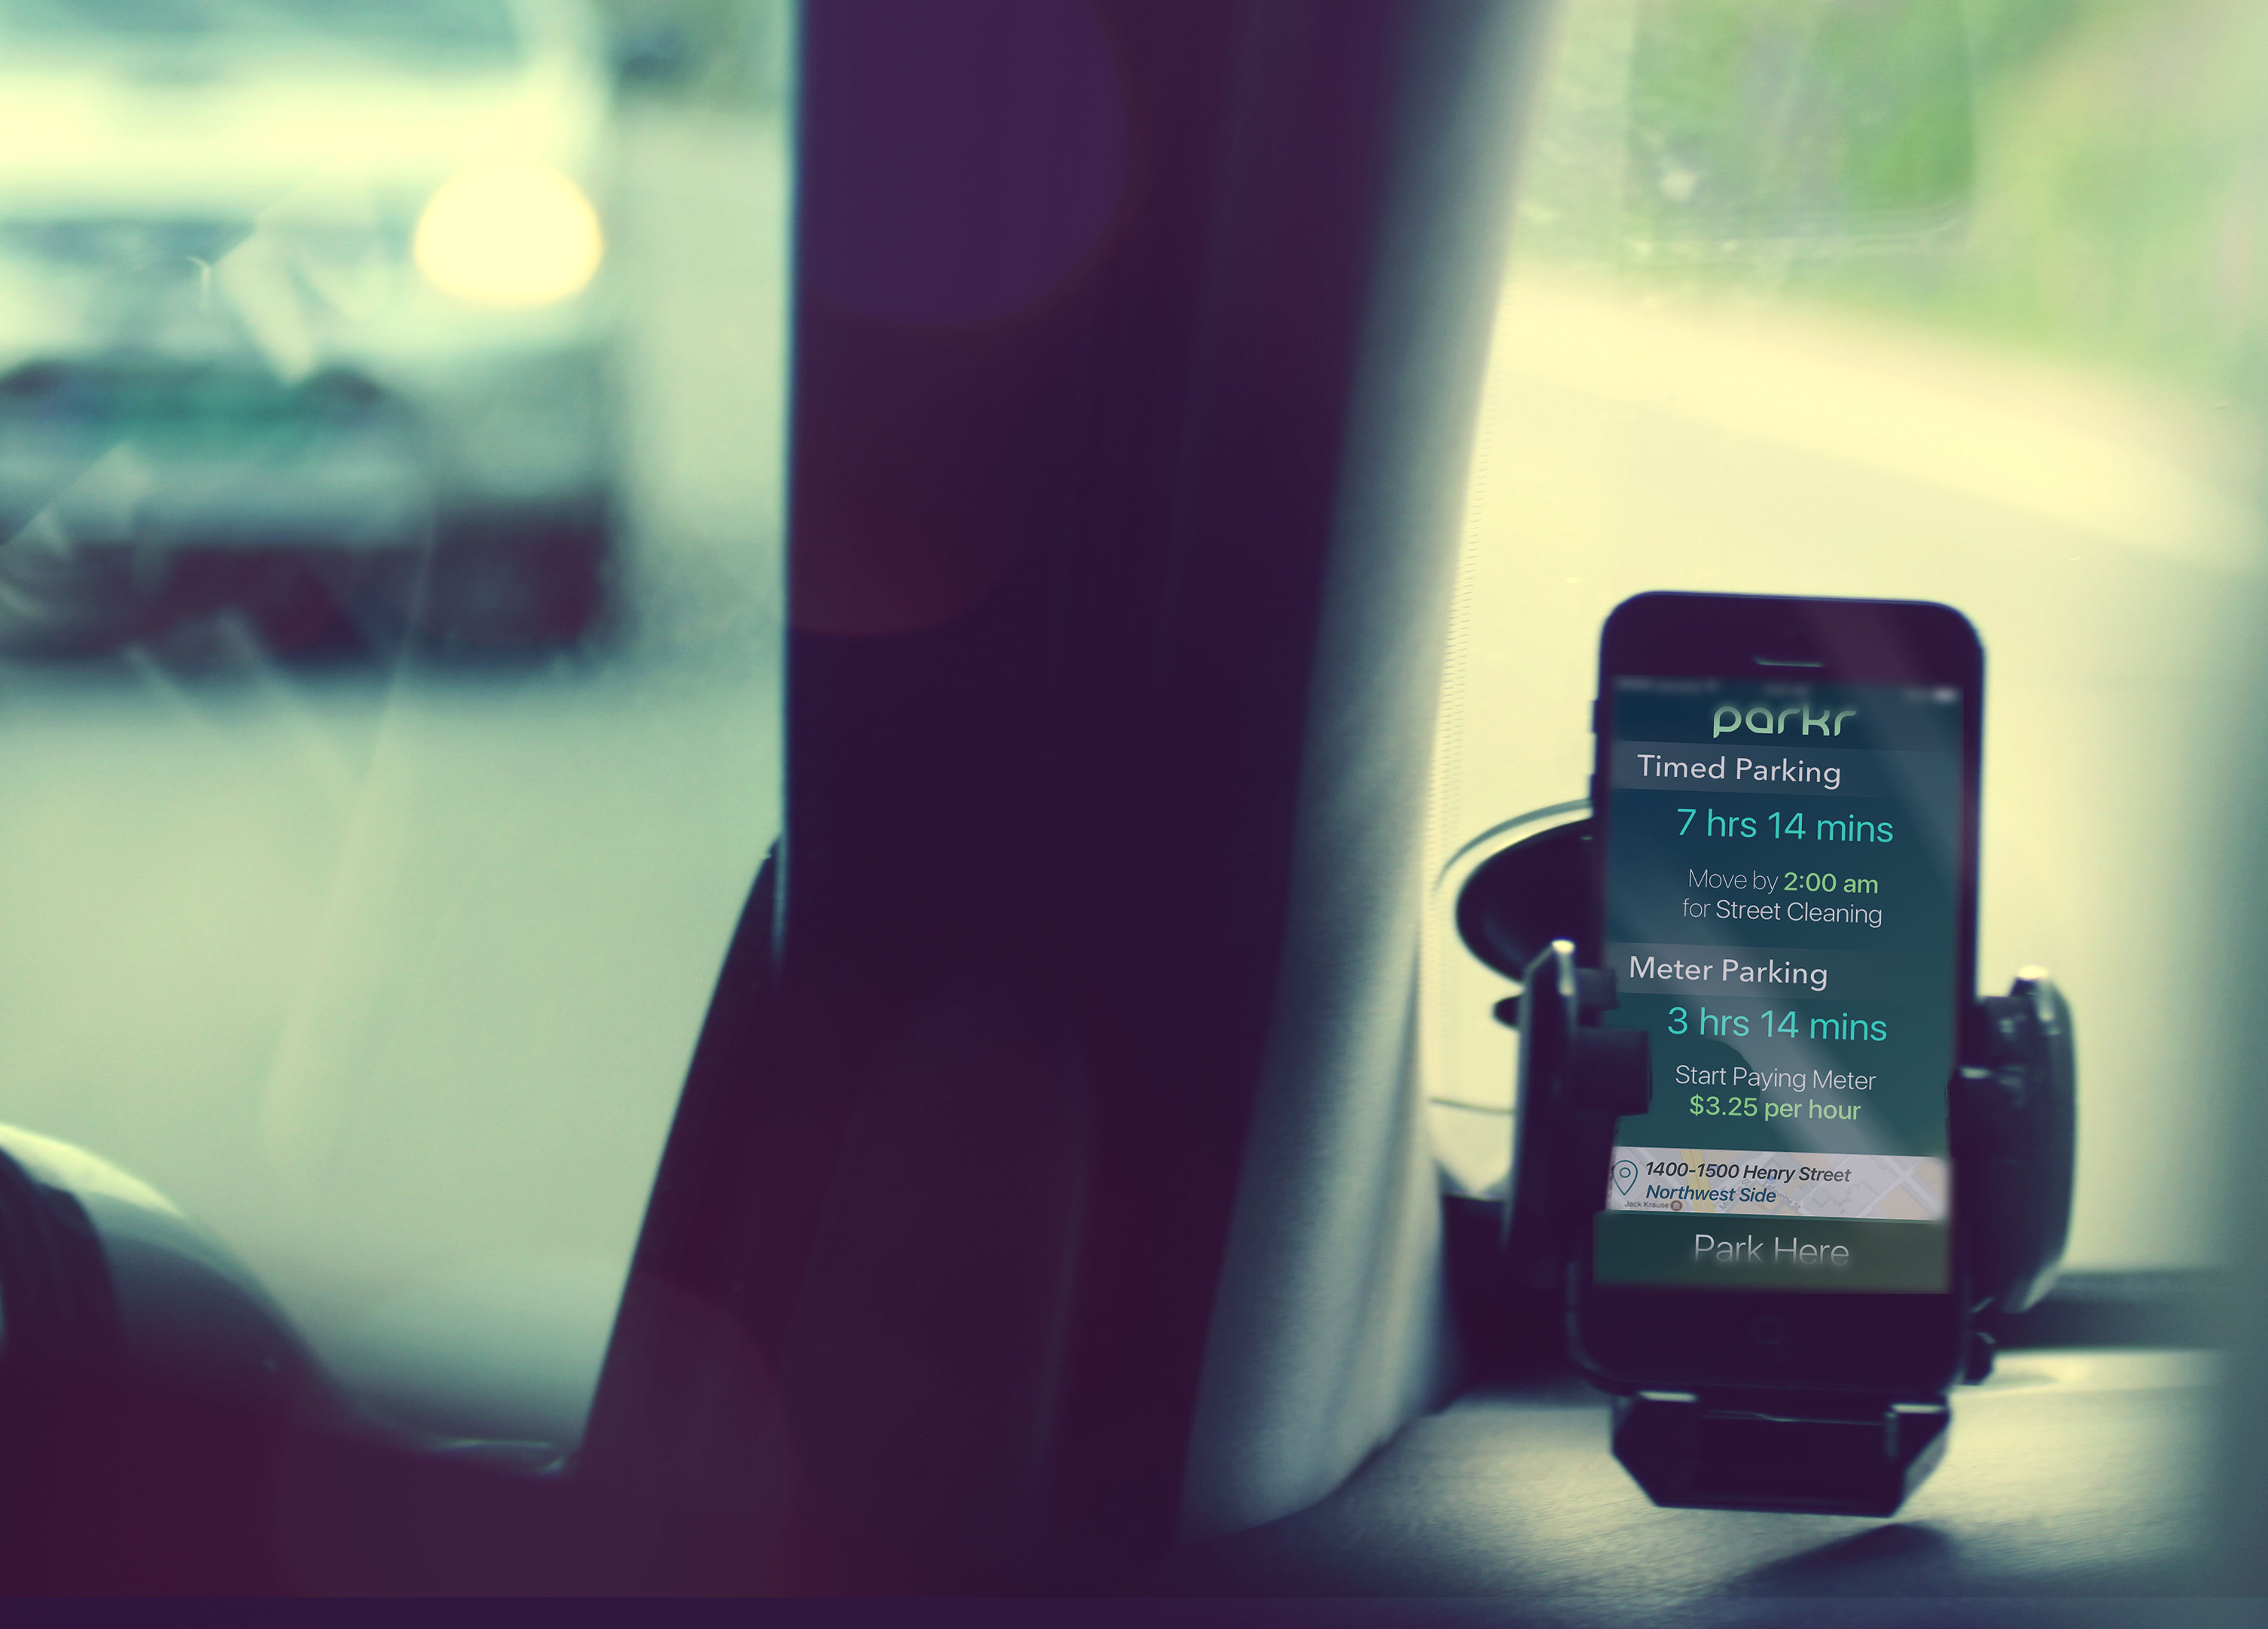 parkr
Timed Parking
7 hrs 14 mins
Move by 2:00 am
for Street Cleaning
Meter Parking
3 hrs 14 mins
Start Paying Meter
$3.25 per hour
1400-1500 Henry Street
Northwest Side
Jack Krause
Park Here